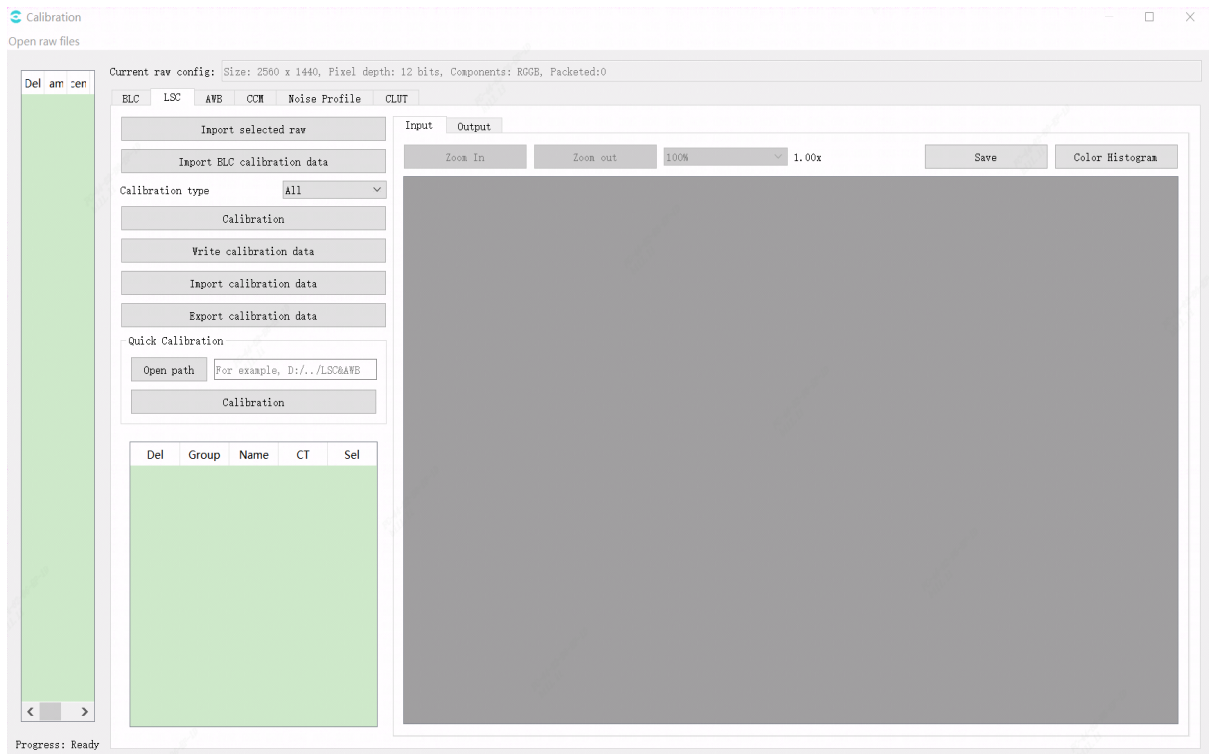 Calibration
Open raw files
Del am cen
Current raw config: Size: 2560 x 1440, Pixel depth: 12 bits, Components: RGGB, Packeted:0
BLC LSC AWB CCM Noise Profile CLUT
Import selected raw
Import BLC calibration data
Calibration type All
Calibration
Write calibration data
Import calibration data
Export calibration data
Quick Calibration
Open path For example, D:/../LSC&AWB
Calibration
Del Group Name CT Sel
Input Output
Zoom In Zoom out 100% 1.00x Save Color Histogram
Progress: Ready